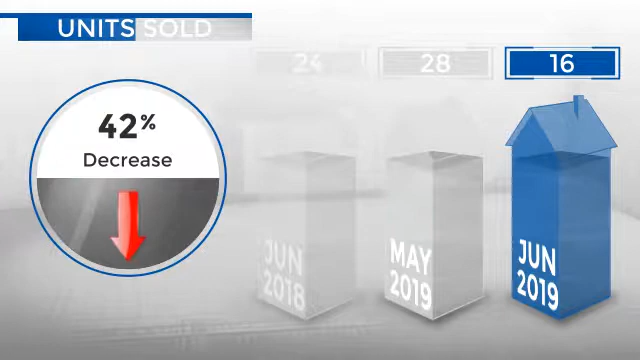 UNITS SOLD
24
28
16
42%
Decrease
JUN
2018
MAY
2019
JUN
2019